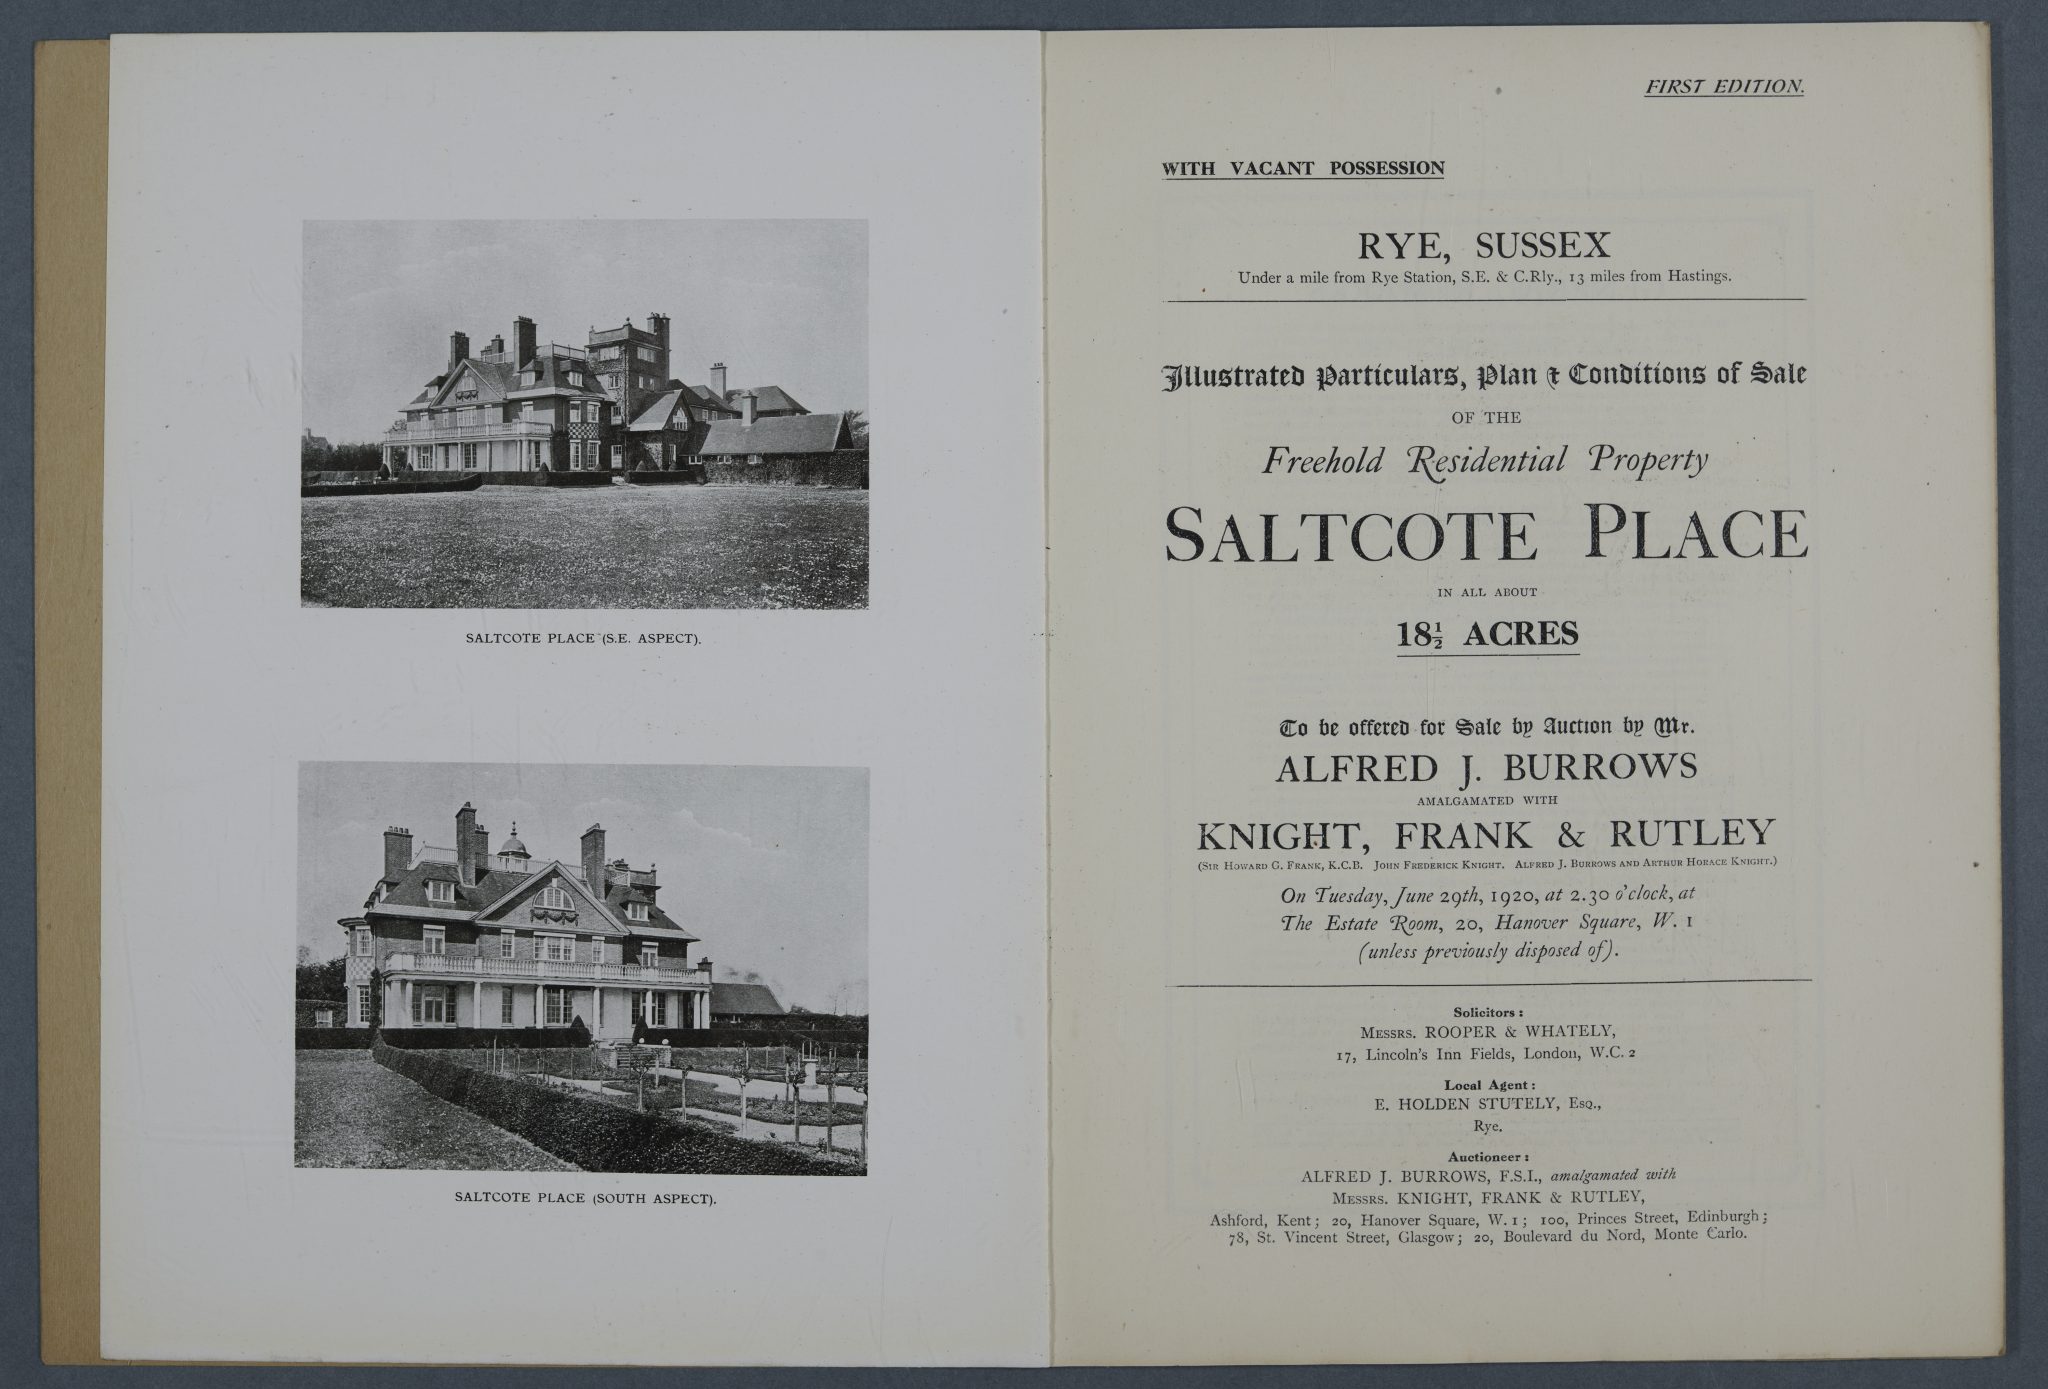 SALTCOTE PLACE (S.E. ASPECT).
SALTCOTE PLACE (SOUTH ASPECT).
FIRST EDITION.
WITH VACANT POSSESSION
RYE, SUSSEX
Under a mile from Rye Station, S.E. & C.Rly., 13 miles from Hastings.
Illustrated Particulars, Plan & Conditions of Sale
OF THE
Freehold Residential Property
SALTCOTE PLACE
IN ALL ABOUT
18½ ACRES
To be offered for Sale by Auction by Mr.
ALFRED J. BURROWS
AMALGAMATED WITH
KNIGHT, FRANK & RUTLEY
(SIR HOWARD G. FRANK, K.C.B. JOHN FREDERICK KNIGHT. ALFRED J. BURROWS AND ARTHUR HORACE KNIGHT.)
On Tuesday, June 29th, 1920, at 2.30 o'clock, at
The Estate Room, 20, Hanover Square, W. 1
(unless previously disposed of).
Solicitors:
MESSRS. ROOPER & WHATELY,
17, Lincoln's Inn Fields, London, W.C. 2
Local Agent:
E. HOLDEN STUTELY, ESQ.,
Rye.
Auctioneer:
ALFRED J. BURROWS, F.S.I., amalgamated with
MESSRS. KNIGHT, FRANK & RUTLEY,
Ashford, Kent; 20, Hanover Square, W. 1; 100, Princes Street, Edinburgh;
78, St. Vincent Street, Glasgow; 20, Boulevard du Nord, Monte Carlo.